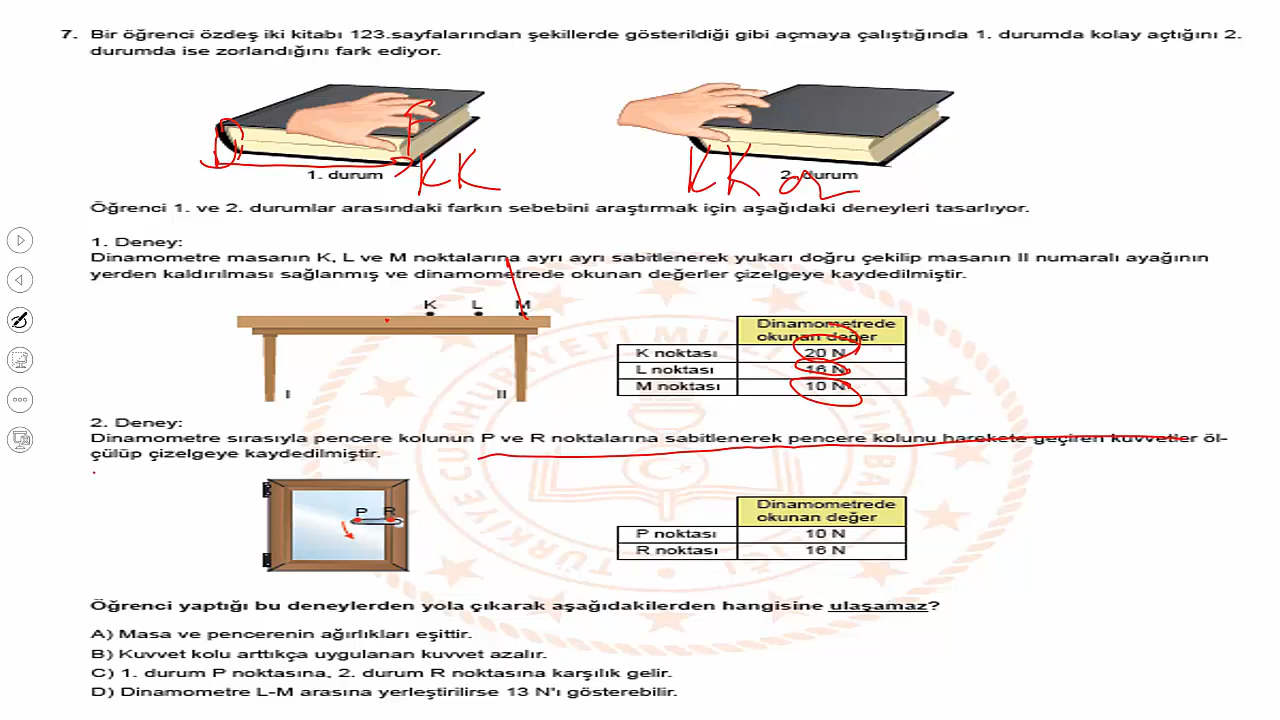 7. Bir öğrenci özdeş iki kitabı 123.sayfalarından şekillerde gösterildiği gibi açmaya çalıştığında 1. durumda kolay açtığını 2.
durumda ise zorlandığını fark ediyor.
D
F
KK
KK az
1. durum
2. durum
Öğrenci 1. ve 2. durumlar arasındaki farkın sebebini araştırmak için aşağıdaki deneyleri tasarlıyor.
1. Deney:
Dinamometre masanın K, L ve M noktalarına ayrı ayrı sabitlenerek yukarı doğru çekilip masanın II numaralı ayağının
yerden kaldırılması sağlanmış ve dinamometrede okunan değerler çizelgeye kaydedilmiştir.
K L M
I II
Dinamometrede
okunan değer
K noktası 20 N
L noktası 16 N
M noktası 10 N
2. Deney:
Dinamometre sırasıyla pencere kolunun P ve R noktalarına sabitlenerek pencere kolunu harekete geçiren kuvvetler öl-
çülüp çizelgeye kaydedilmiştir.
P R
Dinamometrede
okunan değer
P noktası 10 N
R noktası 16 N
Öğrenci yaptığı bu deneylerden yola çıkarak aşağıdakilerden hangisine ulaşamaz?
A) Masa ve pencerenin ağırlıkları eşittir.
B) Kuvvet kolu arttıkça uygulanan kuvvet azalır.
C) 1. durum P noktasına, 2. durum R noktasına karşılık gelir.
D) Dinamometre L-M arasına yerleştirilirse 13 N'ı gösterebilir.